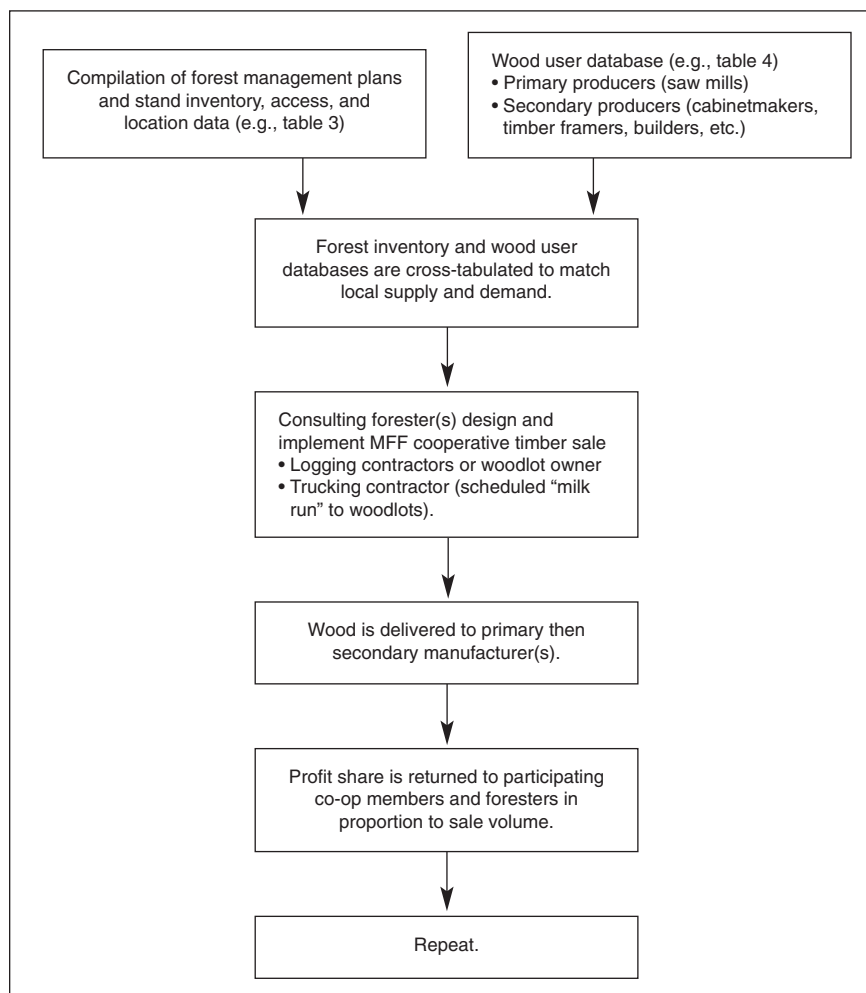 Compilation of forest management plans
and stand inventory, access, and
location data (e.g., table 3)
Wood user database (e.g., table 4)
• Primary producers (saw mills)
• Secondary producers (cabinetmakers,
timber framers, builders, etc.)
Forest inventory and wood user
databases are cross-tabulated to match
local supply and demand.
Consulting forester(s) design and
implement MFF cooperative timber sale
• Logging contractors or woodlot owner
• Trucking contractor (scheduled “milk
run” to woodlots).
Wood is delivered to primary then
secondary manufacturer(s).
Profit share is returned to participating
co-op members and foresters in
proportion to sale volume.
Repeat.